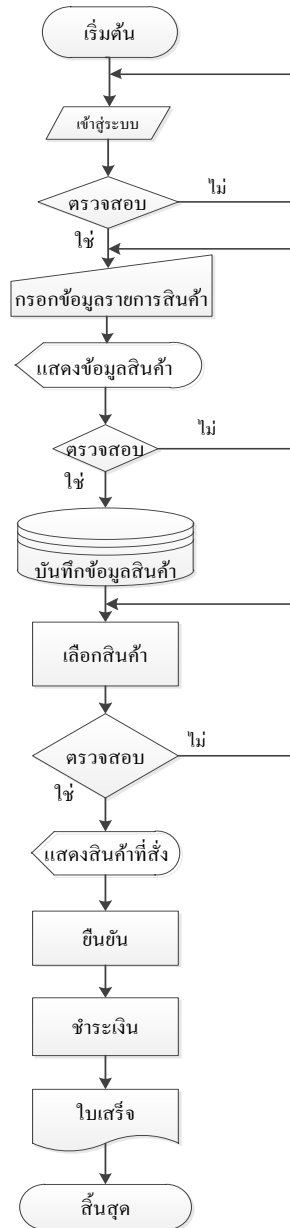 เริ่มต้น
เข้าสู่ระบบ
ตรวจสอบ
ไม่
ใช่
กรอกข้อมูลรายการสินค้า
แสดงข้อมูลสินค้า
ไม่
ตรวจสอบ
ใช่
บันทึกข้อมูลสินค้า
เลือกสินค้า
ไม่
ตรวจสอบ
ใช่
แสดงสินค้าที่สั่ง
ยืนยัน
ชำระเงิน
ใบเสร็จ
สิ้นสุด